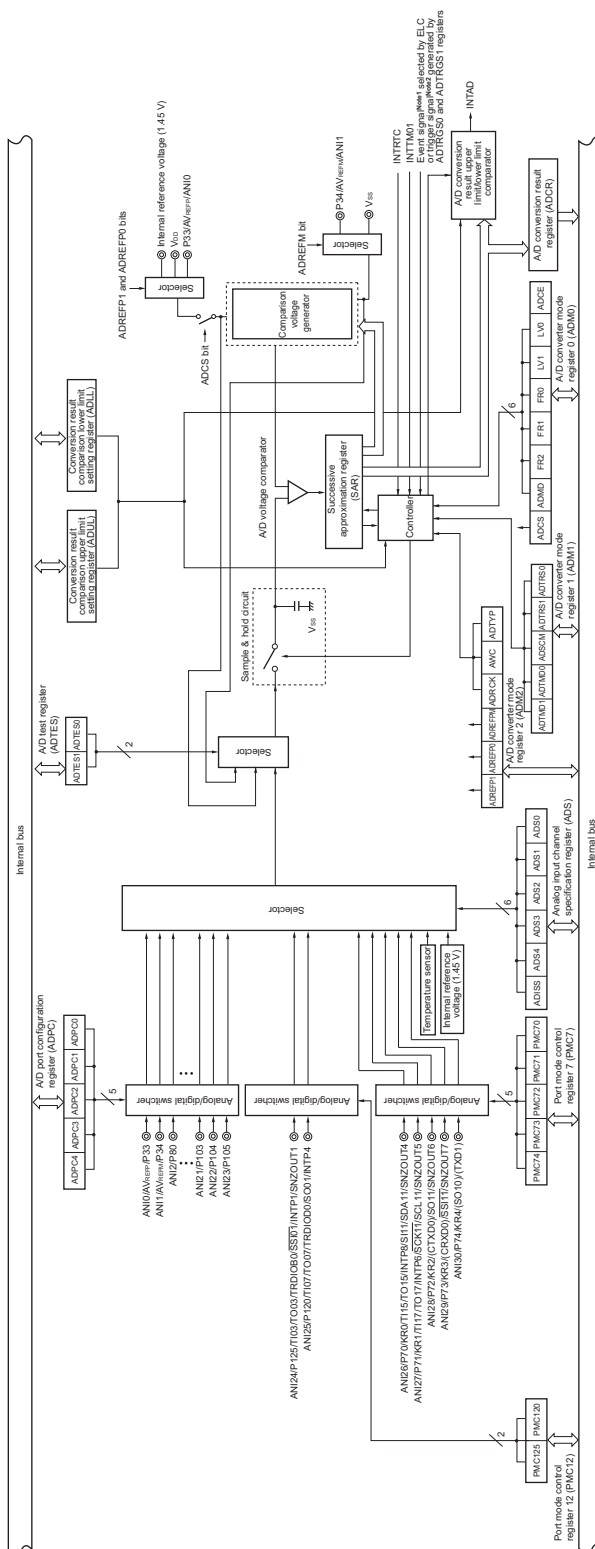 Internal bus
A/D port configuration
register (ADPC)
ADPC4
ADPC3
ADPC2
ADPC1
ADPC0
5
ANI0/AVREFP/P33
ANI1/AVREFM/P34
ANI2/P80
ANI21/P103
ANI22/P104
ANI23/P105
Analog/digital switcher
ANI24/P125/TI03/TO03/TRDIOB0/SSI01/INTP1/SNZOUT1
ANI25/P120/TI07/TO07/TRDIOD0/SO01/INTP4
Analog/digital switcher
ANI26/P70/KR0/TI15/TO15/INTP8/SI11/SDA11/SNZOUT4
ANI27/P71/KR1/TI17/TO17/INTP6/SCK11/SCL11/SNZOUT5
ANI28/P72/KR2/(CTXD0)/SO11/SNZOUT6
ANI29/P73/KR3/(CRXD0)/SSI11/SNZOUT7
ANI30/P74/KR4/(SO10)/(TXD1)
Analog/digital switcher
Temperature sensor
Internal reference
voltage (1.45 V)
Selector
A/D test register
(ADTES)
ADTES1
ADTES0
2
Selector
Sample & hold circuit
VSS
Conversion result
comparison upper limit
setting register (ADUL)
Conversion result
comparison lower limit
setting register (ADLL)
A/D voltage comparator
ADREFP1 and ADREFP0 bits
Selector
Internal reference voltage (1.45 V)
VDD
P33/AVREFP/ANI0
ADCS bit
Comparison
voltage
generator
ADREFM bit
Selector
P34/AVREFM/ANI1
VSS
Successive
approximation register
(SAR)
Controller
INTRTC
INTTM01
Event signalNote1 selected by ELC
or trigger signalNote2 generated by
ADTRGS0 and ADTRGS1 registers
A/D conversion
result upper
limit/lower limit
comparator
INTAD
A/D conversion result
register (ADCR)
2
PMC125
PMC120
Port mode control
register 12 (PMC12)
5
PMC74
PMC73
PMC72
PMC71
PMC70
Port mode control
register 7 (PMC7)
6
ADISS
ADS4
ADS3
ADS2
ADS1
ADS0
Analog input channel
specification register (ADS)
ADREFP1
ADREFP0
ADREFPM
ADRCK
AWC
ADTYP
A/D converter mode
register 2 (ADM2)
ADTMD1
ADTMD0
ADSCM
ADTRS1
ADTRS0
A/D converter mode
register 1 (ADM1)
6
ADCS
ADMD
FR2
FR1
FR0
LV1
LV0
ADCE
A/D converter mode
register 0 (ADM0)
Internal bus